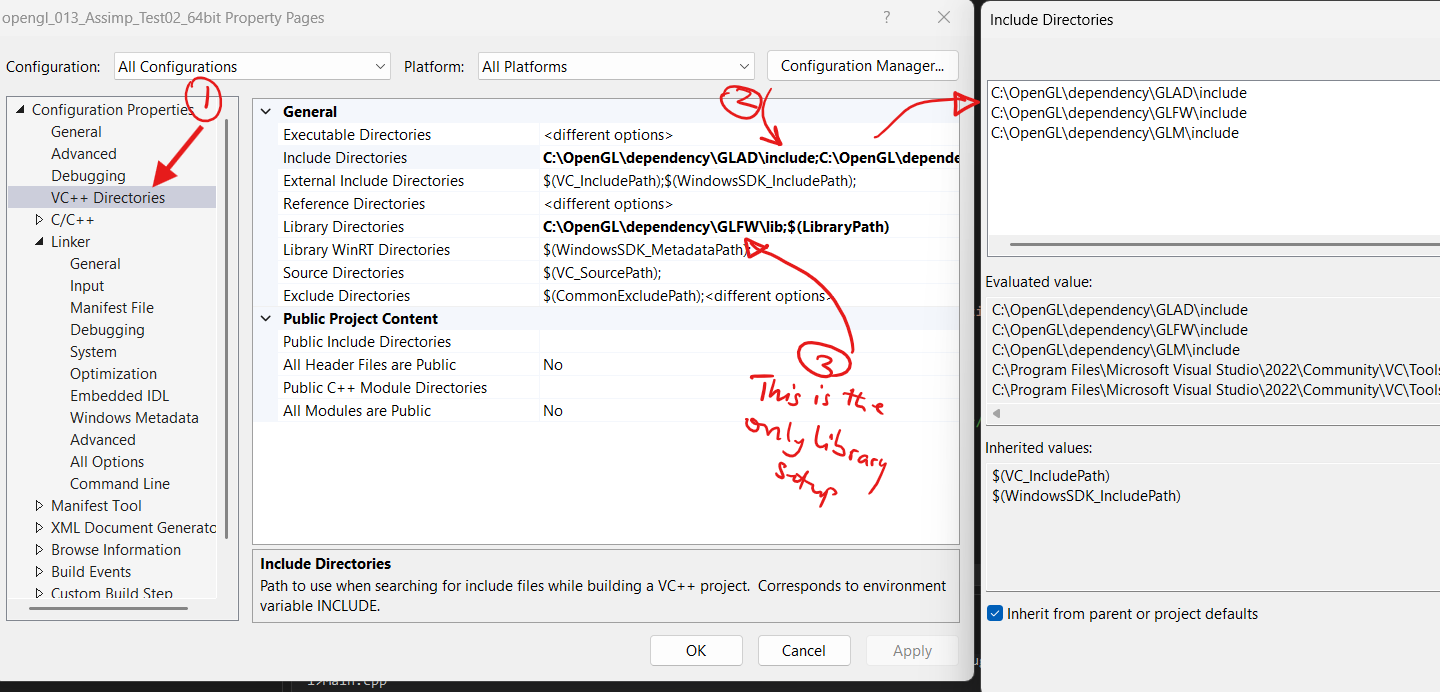 opengl_013_Assimp_Test02_64bit Property Pages
?
Configuration:
All Configurations
Platform:
All Platforms
Configuration Manager...
1
Configuration Properties
General
Advanced
Debugging
VC++ Directories
C/C++
Linker
General
Input
Manifest File
Debugging
System
Optimization
Embedded IDL
Windows Metadata
Advanced
All Options
Command Line
Manifest Tool
XML Document Generato
Browse Information
Build Events
Custom Build Step
2
General
Executable Directories <different options>
Include Directories C:\OpenGL\dependency\GLAD\include;C:\OpenGL\depende
External Include Directories $(VC_IncludePath);$(WindowsSDK_IncludePath);
Reference Directories <different options>
Library Directories C:\OpenGL\dependency\GLFW\lib;$(LibraryPath)
Library WinRT Directories $(WindowsSDK_MetadataPath);
Source Directories $(VC_SourcePath);
Exclude Directories $(CommonExcludePath);<different options>
Public Project Content
Public Include Directories
All Header Files are Public No
Public C++ Module Directories
All Modules are Public No
3
This is the
only library
setup
Include Directories
Path to use when searching for include files while building a VC++ project. Corresponds to environment
variable INCLUDE.
OK
Cancel
Apply
Include Directories
C:\OpenGL\dependency\GLAD\include
C:\OpenGL\dependency\GLFW\include
C:\OpenGL\dependency\GLM\include
Evaluated value:
C:\OpenGL\dependency\GLAD\include
C:\OpenGL\dependency\GLFW\include
C:\OpenGL\dependency\GLM\include
C:\Program Files\Microsoft Visual Studio\2022\Community\VC\Tools
C:\Program Files\Microsoft Visual Studio\2022\Community\VC\Tools
Inherited values:
$(VC_IncludePath)
$(WindowsSDK_IncludePath)
Inherit from parent or project defaults